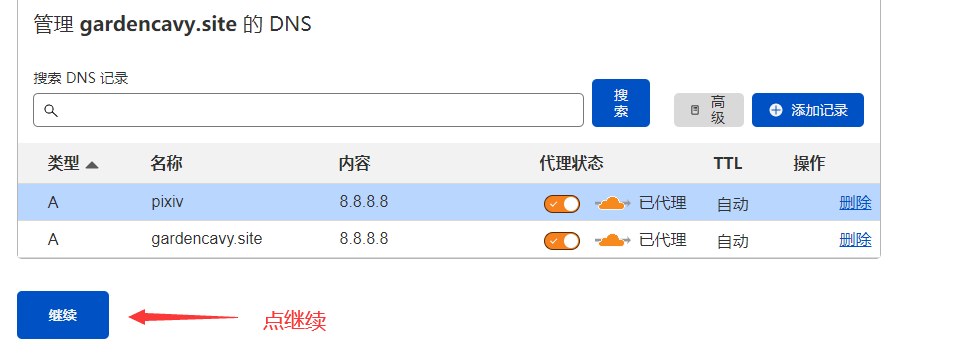 管理 gardencavy.site 的 DNS
搜索 DNS 记录
搜
索
高
级
添加记录
类型 名称 内容 代理状态 TTL 操作
A pixiv 8.8.8.8 已代理 自动 删除
A gardencavy.site 8.8.8.8 已代理 自动 删除
继续 点继续